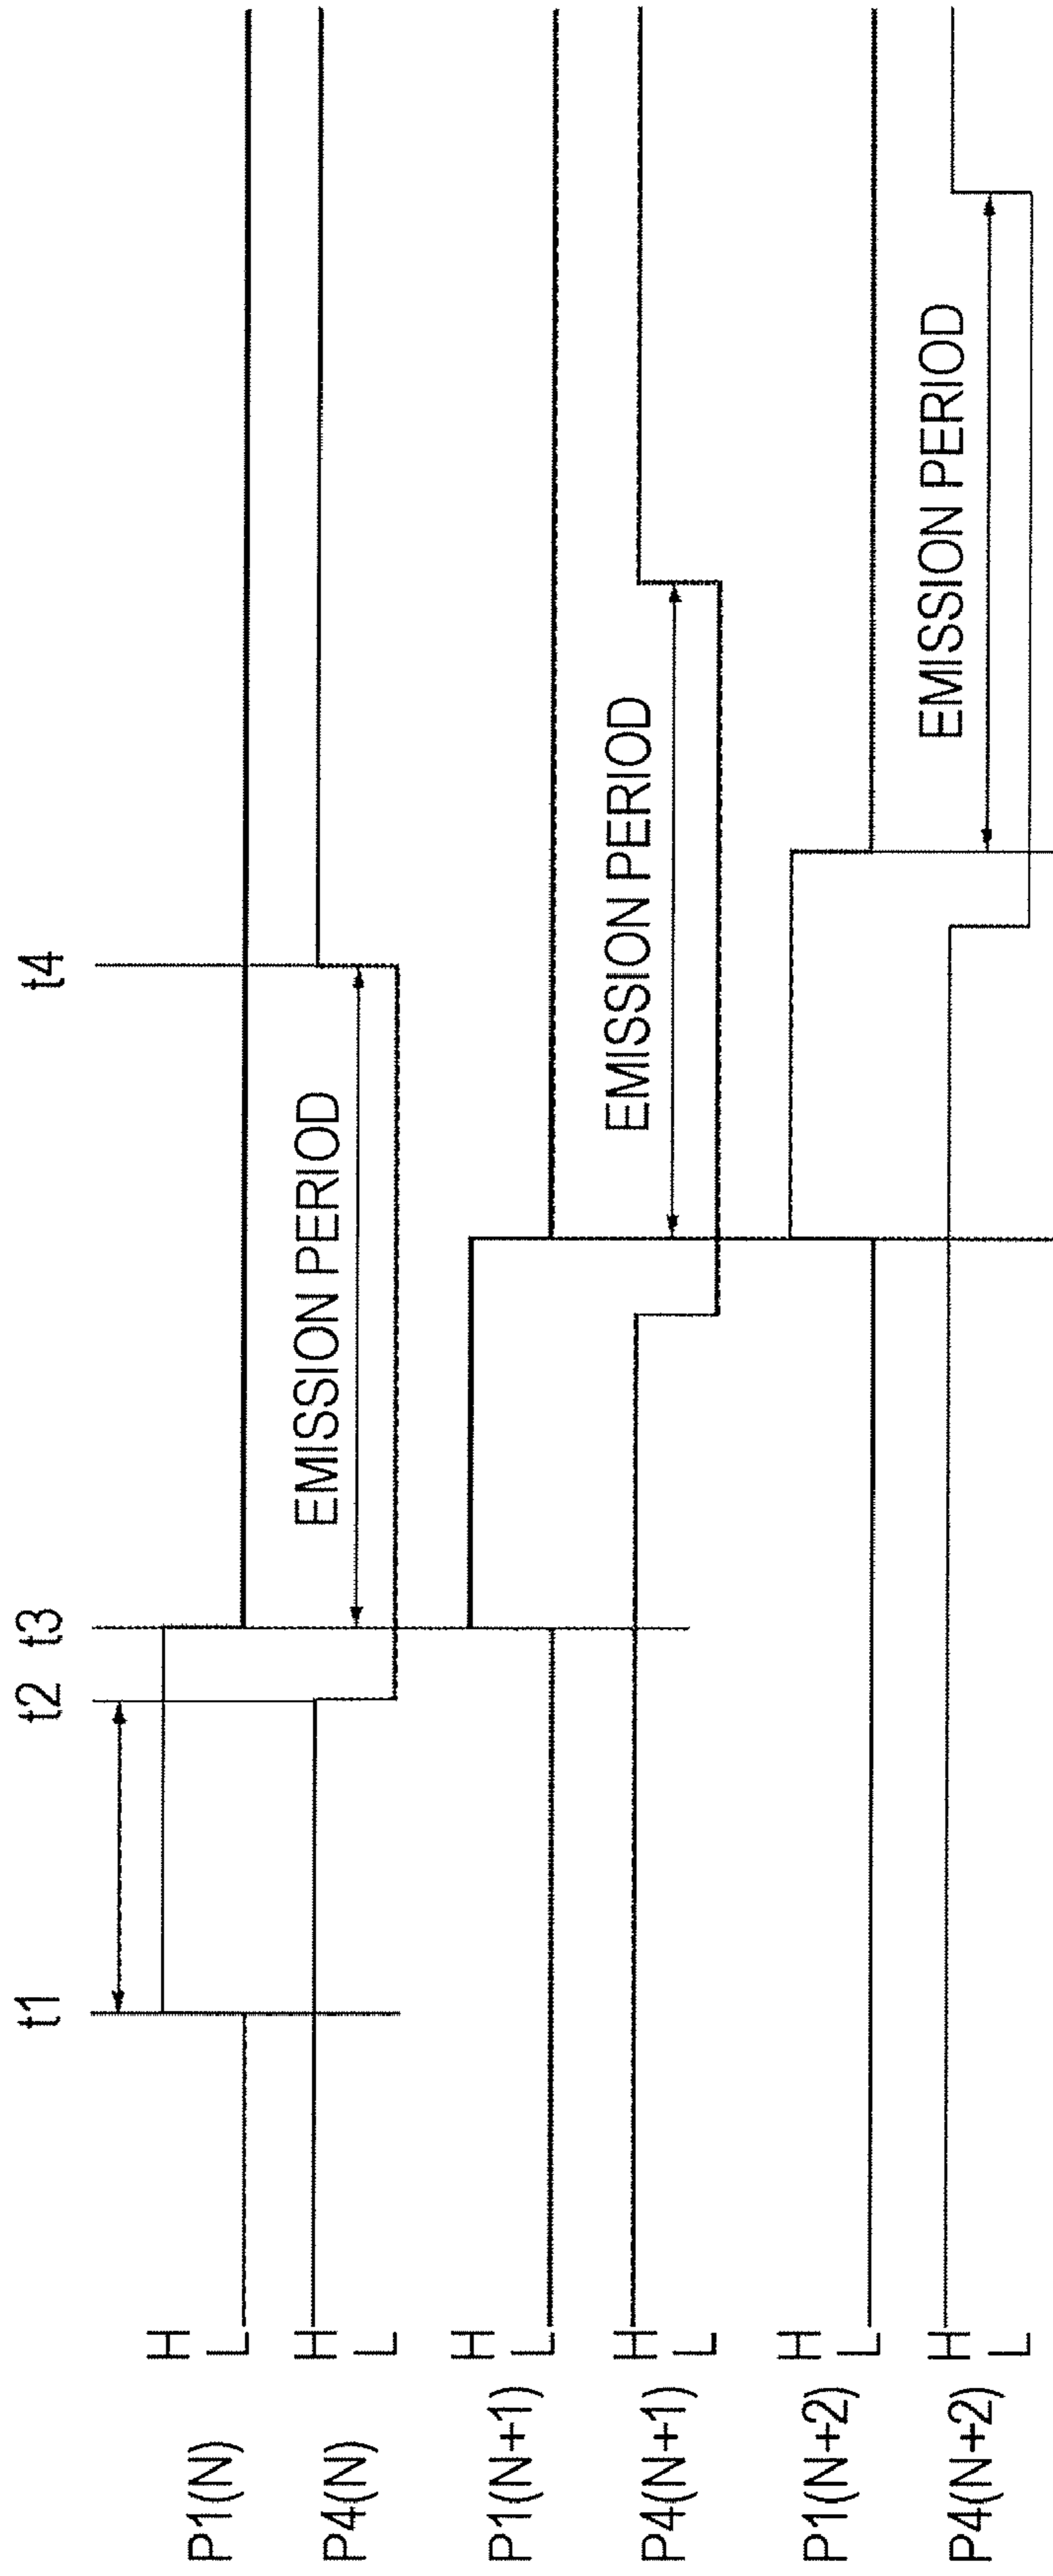 t1 t2 t3 t4
P1(N) H
L
P4(N) H
L
EMISSION PERIOD
P1(N+1) H
L
P4(N+1) H
L
EMISSION PERIOD
P1(N+2) H
L
P4(N+2) H
L
EMISSION PERIOD